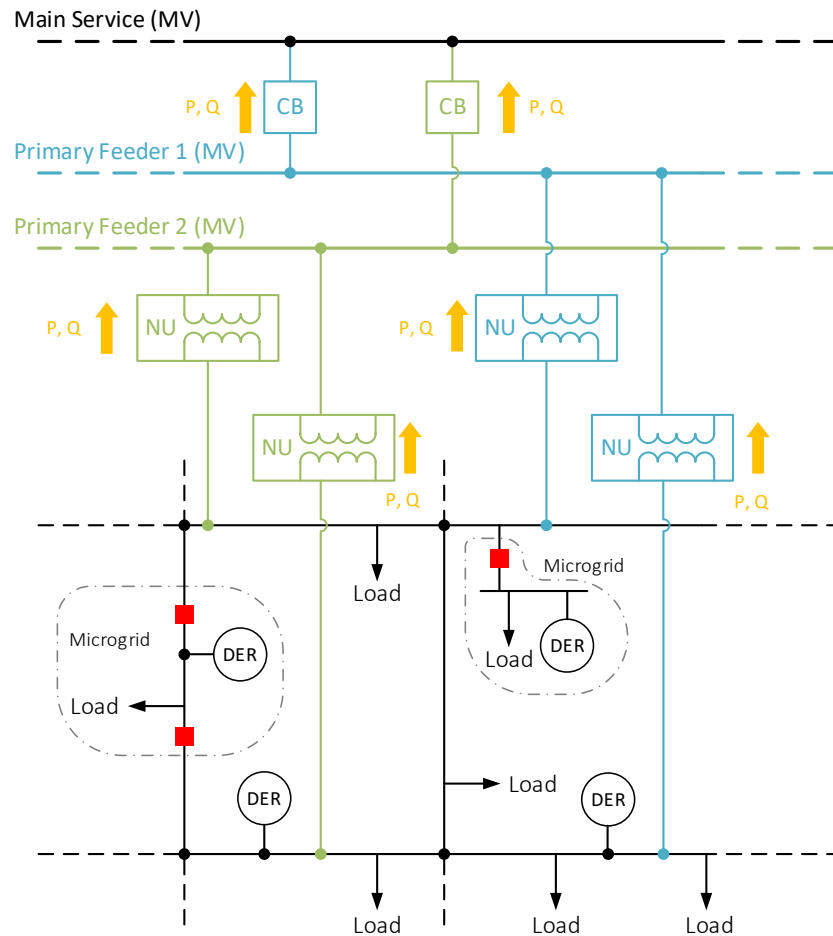 Main Service (MV)
P, Q
CB
CB
P, Q
Primary Feeder 1 (MV)
Primary Feeder 2 (MV)
P, Q
NU
P, Q
NU
NU
P, Q
NU
P, Q
Microgrid
Load
Load
DER
Microgrid
DER
Load
DER
Load
DER
Load
Load
Load